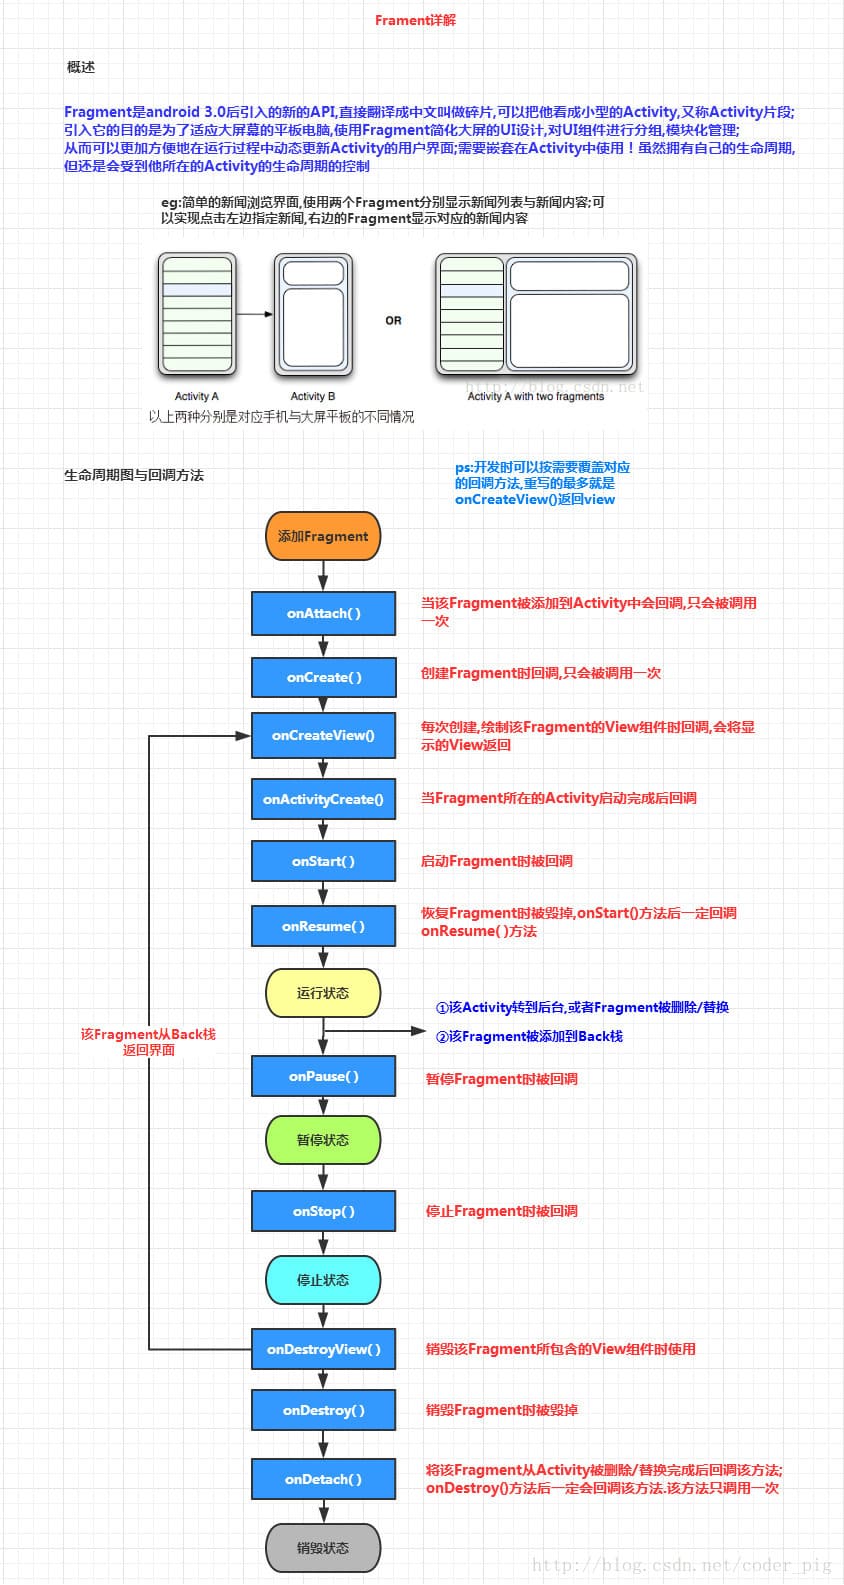 Frament详解
概述
Fragment是android 3.0后引入的新的API,直接翻译成中文叫做碎片,可以把他看成小型的Activity,又称Activity片段;
引入它的目的是为了适应大屏幕的平板电脑,使用Fragment简化大屏的UI设计,对UI组件进行分组,模块化管理;
从而可以更加方便地在运行过程中动态更新Activity的用户界面;需要嵌套在Activity中使用！虽然拥有自己的生命周期,
但还是会受到他所在的Activity的生命周期的控制
eg:简单的新闻浏览界面,使用两个Fragment分别显示新闻列表与新闻内容;可
以实现点击左边指定新闻,右边的Fragment显示对应的新闻内容
OR
http://blog.csdn.net
Activity A
Activity B
Activity A with two fragments
以上两种分别是对应手机与大屏平板的不同情况
生命周期图与回调方法
ps:开发时可以按需要覆盖对应
的回调方法,重写的最多就是
onCreateView()返回view
添加Fragment
onAttach( )
当该Fragment被添加到Activity中会回调,只会被调用
一次
onCreate( )
创建Fragment时回调,只会被调用一次
onCreateView()
每次创建,绘制该Fragment的View组件时回调,会将显
示的View返回
onActivityCreate()
当Fragment所在的Activity启动完成后回调
onStart( )
启动Fragment时被回调
onResume( )
恢复Fragment时被毁掉,onStart()方法后一定回调
onResume( )方法
运行状态
①该Activity转到后台,或者Fragment被删除/替换
②该Fragment被添加到Back栈
该Fragment从Back栈
返回界面
onPause( )
暂停Fragment时被回调
暂停状态
onStop( )
停止Fragment时被回调
停止状态
onDestroyView( )
销毁该Fragment所包含的View组件时使用
onDestroy( )
销毁Fragment时被毁掉
onDetach( )
将该Fragment从Activity被删除/替换完成后回调该方法;
onDestroy()方法后一定会回调该方法.该方法只调用一次
销毁状态
http://blog.csdn.net/coder_pig